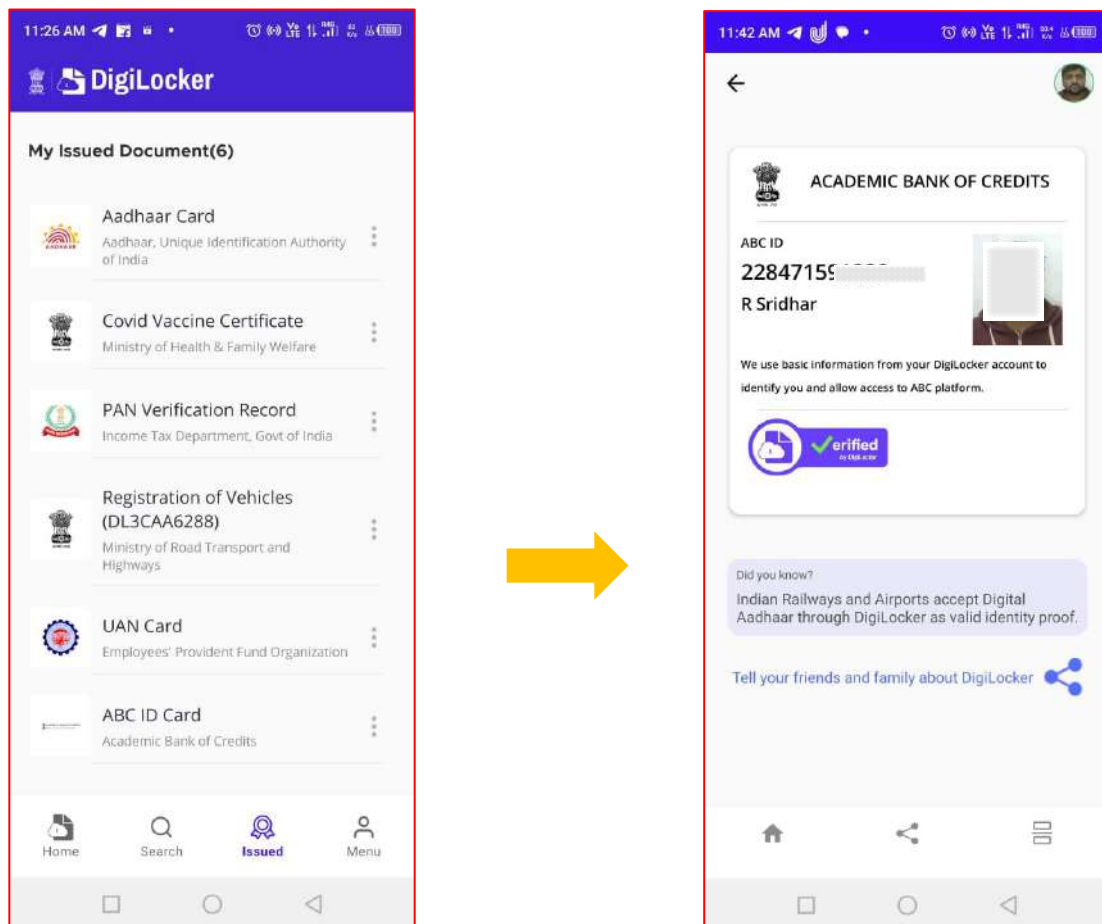 11:26 AM
DigiLocker
My Issued Document(6)
Aadhaar Card
Aadhaar, Unique Identification Authority
of India
Covid Vaccine Certificate
Ministry of Health & Family Welfare
PAN Verification Record
Income Tax Department, Govt of India
Registration of Vehicles
(DL3CAA6288)
Ministry of Road Transport and
Highways
UAN Card
Employees' Provident Fund Organization
ABC ID Card
Academic Bank of Credits
Home Search Issued Menu
11:42 AM
ACADEMIC BANK OF CREDITS
ABC ID
22847159
R Sridhar
We use basic information from your DigiLocker account to
identify you and allow access to ABC platform.
Verified
by DigiLocker
Did you know?
Indian Railways and Airports accept Digital
Aadhaar through DigiLocker as valid identity proof.
Tell your friends and family about DigiLocker